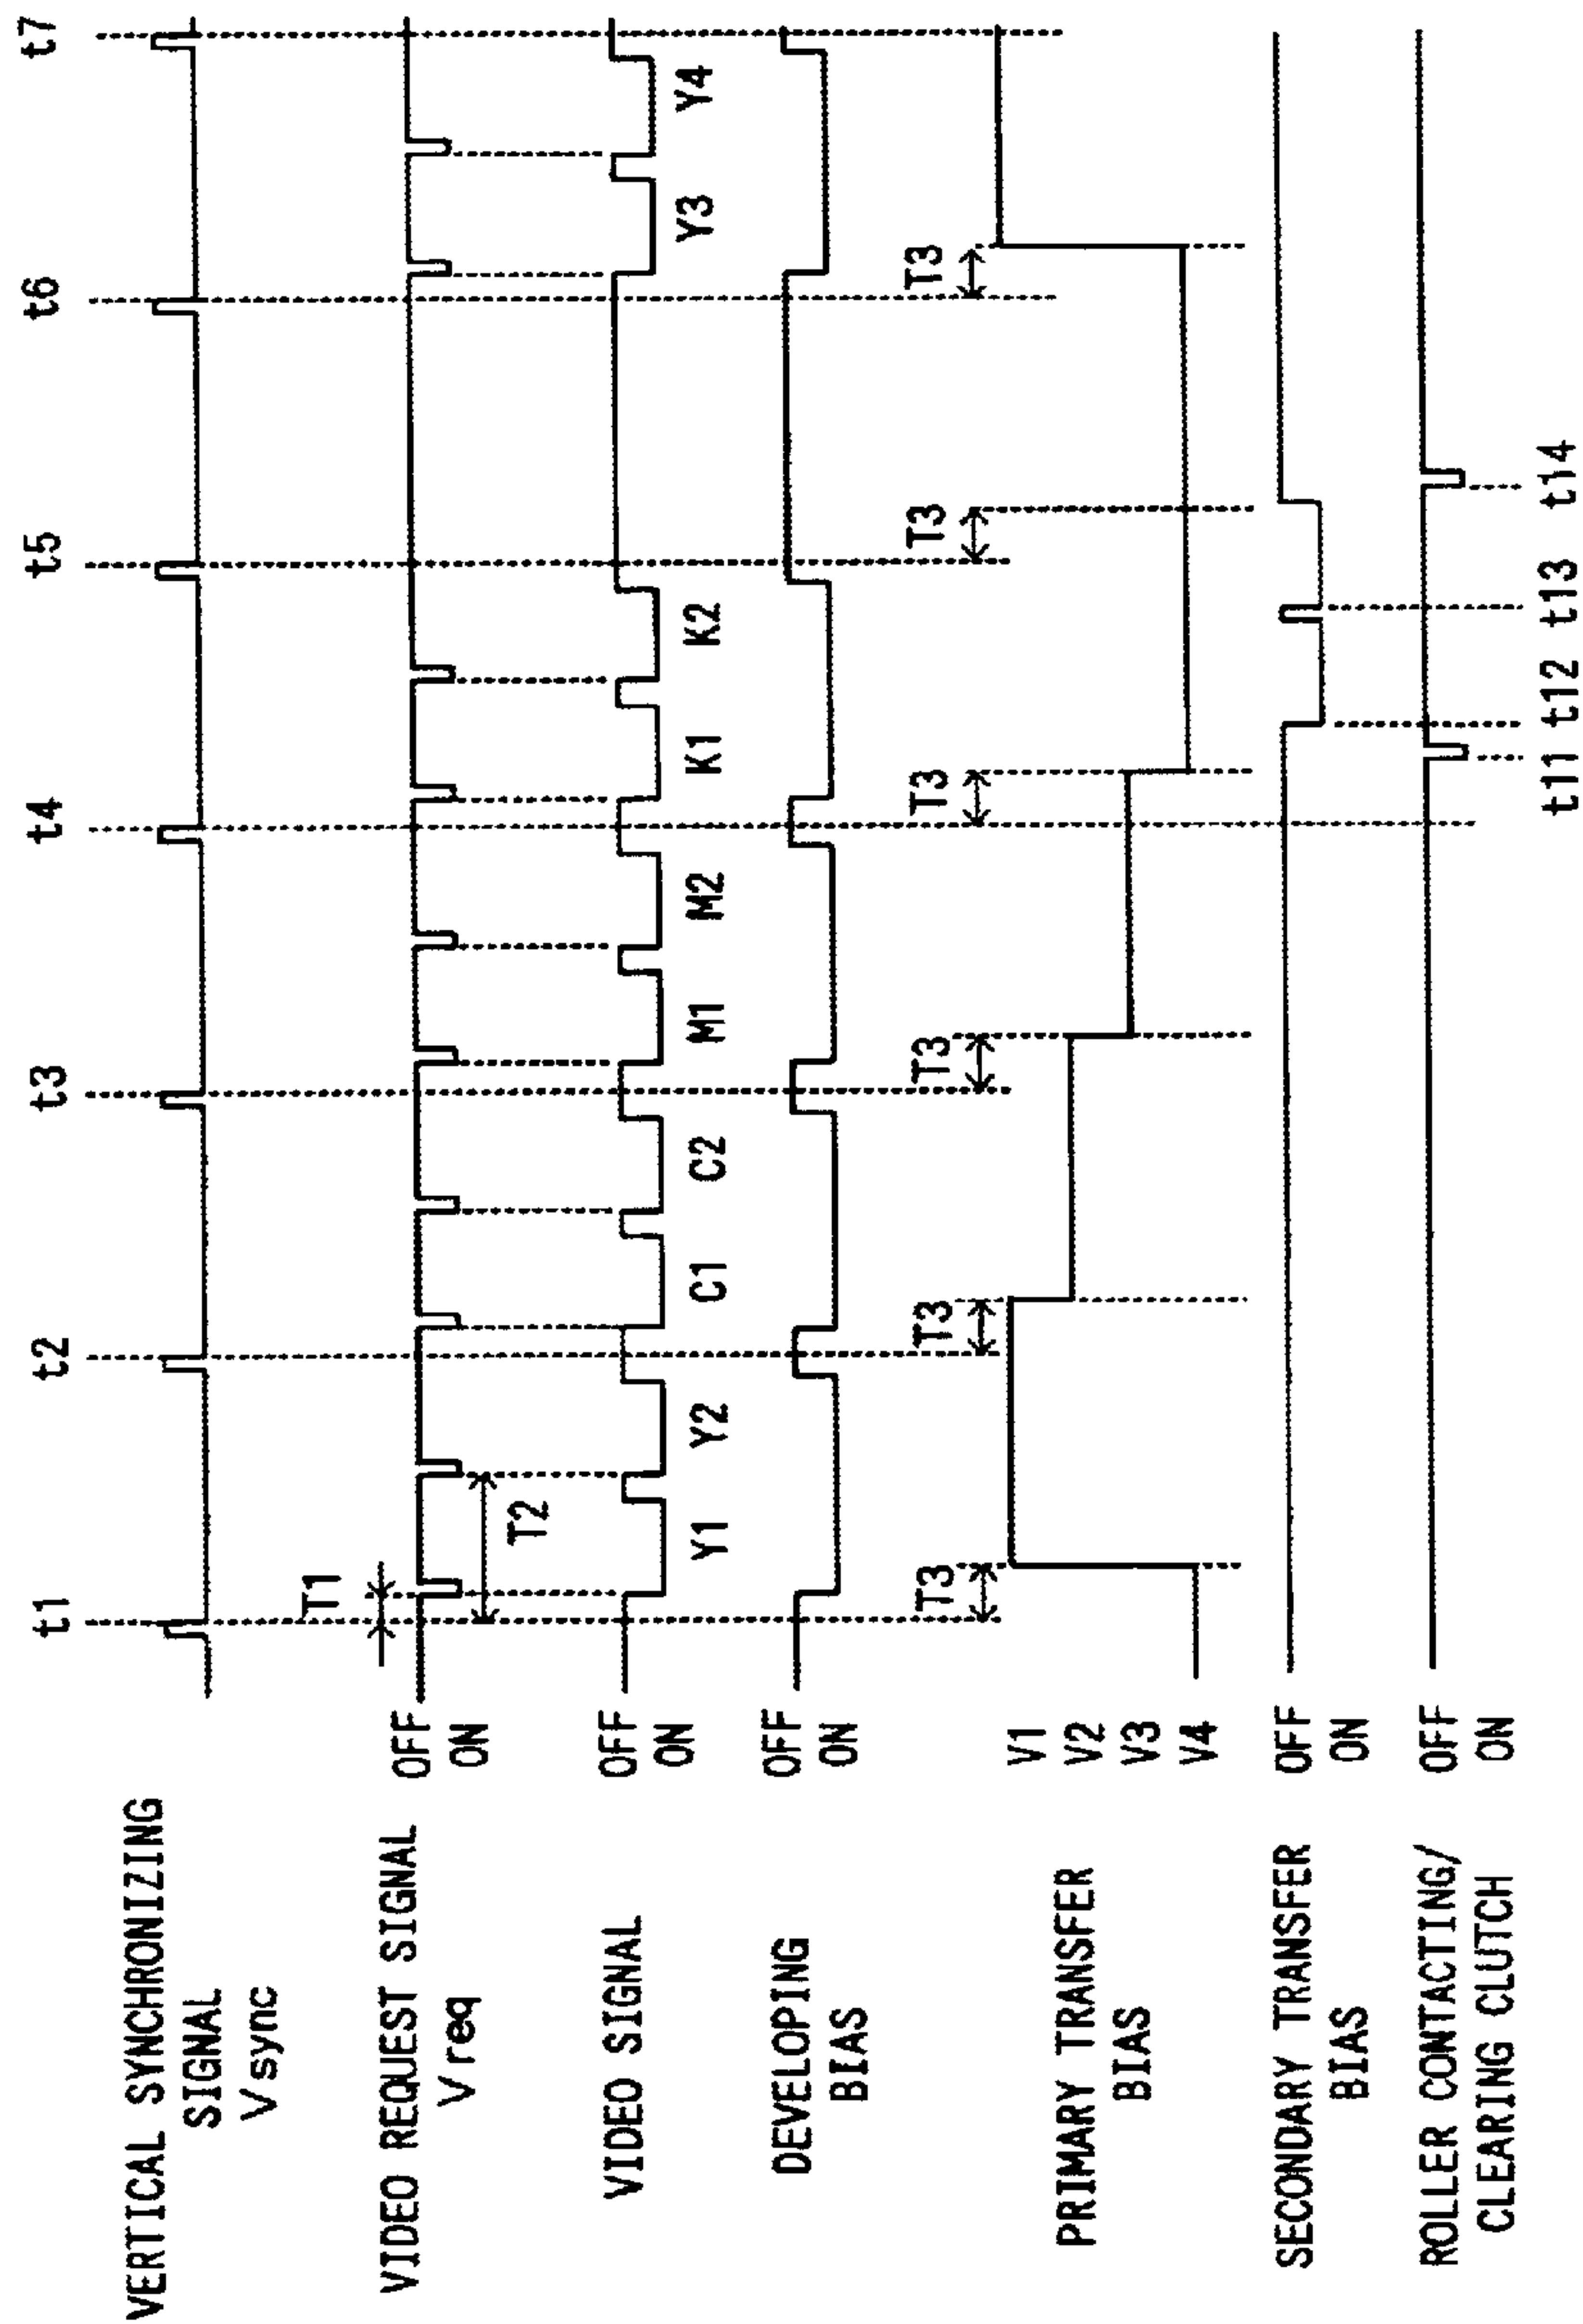 t1 t2 t3 t4 t5 t6 t7
VERTICAL SYNCHRONIZING
SIGNAL
Vsync
T1
VIDEO REQUEST SIGNAL
Vreq
OFF
ON
T2
VIDEO SIGNAL
OFF
ON
Y1 Y2 C1 C2 M1 M2 K1 K2 Y3 Y4
DEVELOPING
BIAS
OFF
ON
T3 T3 T3 T3 T3 T3
PRIMARY TRANSFER
BIAS
V1
V2
V3
V4
SECONDARY TRANSFER
BIAS
OFF
ON
ROLLER CONTACTING/
CLEARING CLUTCH
OFF
ON
t11 t12 t13 t14